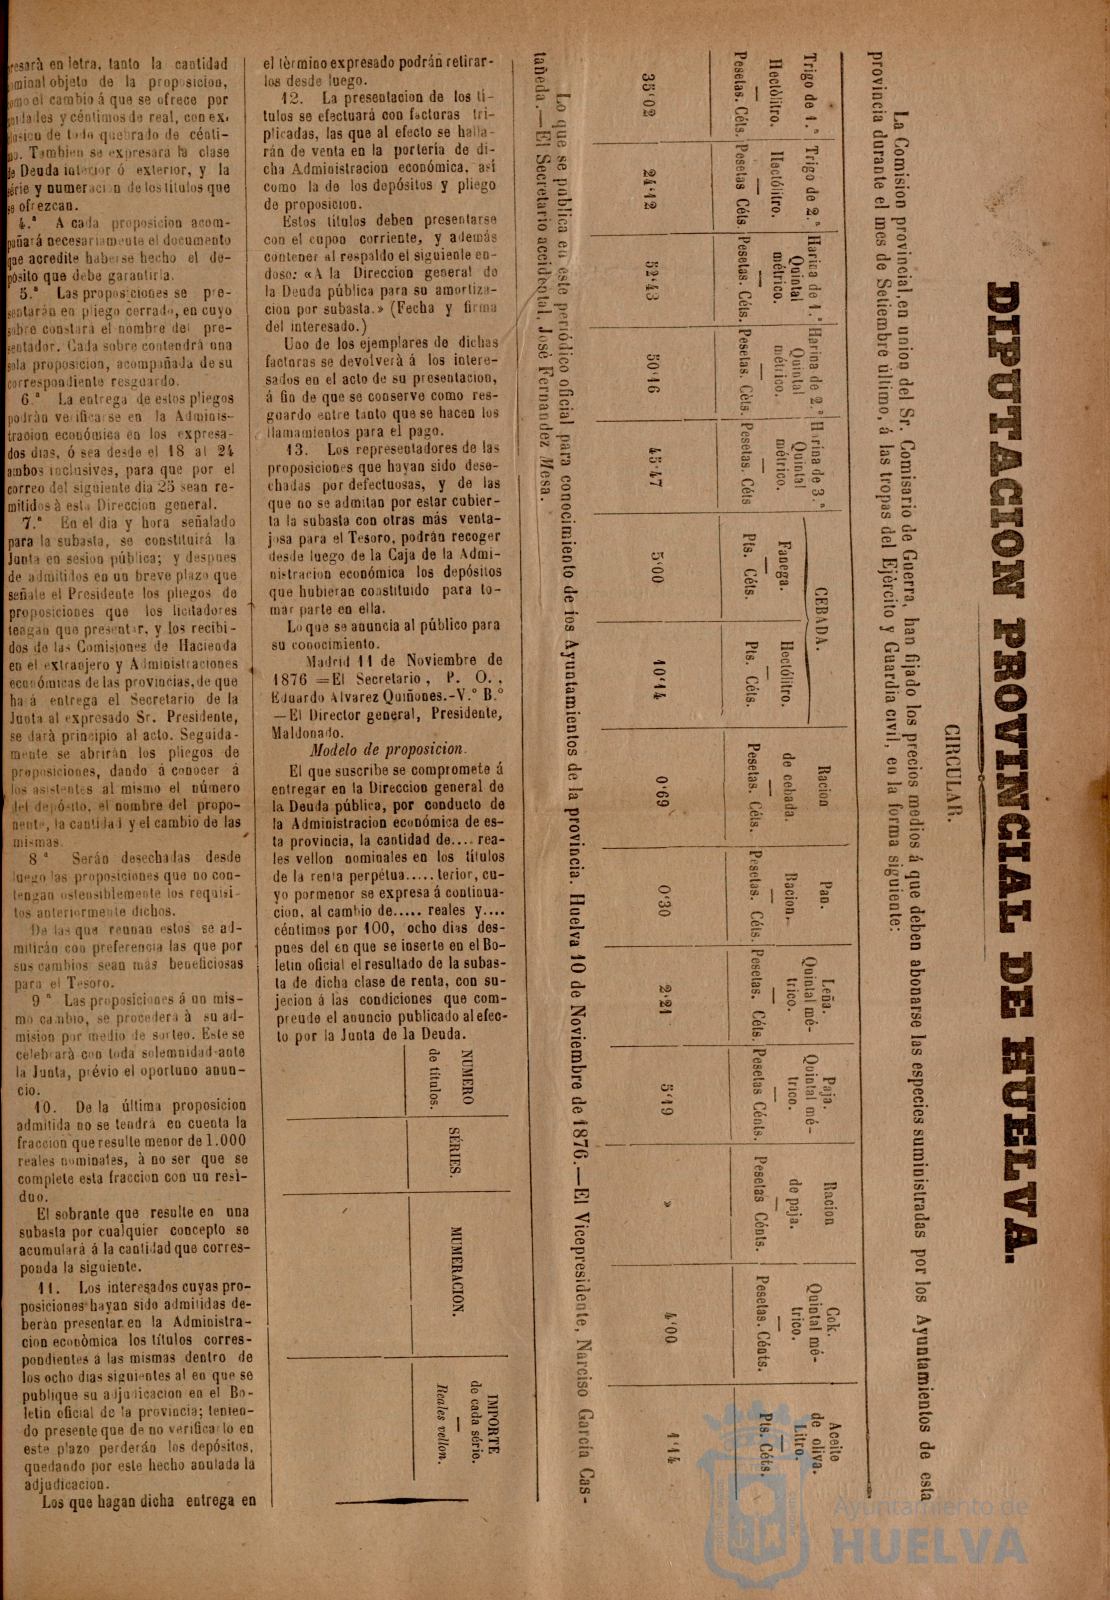 resará en letra, tanto la cantidad
nominal objeto de la proposicion,
como el cambio á que se ofrece por
unidades y céntimos de real, con ex-
clusion de todo quebrado de cénti-
mo. Tambien se expresara la clase
de Deuda interior ó exterior, y la
série y numeracion de los títulos que
se ofrezcan.
4.ª A cada proposicion acom-
pañará necesariamente el documento
que acredite haberse hecho el de-
pósito que debe garantirla.
5.ª Las proposiciones se pre-
sentarán en pliego cerrado, en cuyo
sobre constará el nombre del pre-
sentador. Cada sobre contendrá una
sola proposicion, acompañada de su
correspondiente resguardo.
6.ª La entrega de estos pliegos
podrán verificarse en la Adminis-
tracion económica en los expresa-
dos dias, ó sea desde el 18 al 24
ambos inclusives, para que por el
correo del siguiente dia 25 sean re-
mitidos à esta Direccion general.
7.ª En el dia y hora señalado
para la subasta, se constituirá la
Junta en sesion pública; y despues
de admitidos en un breve plazo que
señale el Presidente los pliegos de
proposiciones que los licitadores
tengan que presentar, y los recibi-
dos de las Comisiones de Hacienda
en el extranjero y Administraciones
económicas de las provincias, de que
hará entrega el Secretario de la
Junta al expresado Sr. Presidente,
se dará principio al acto. Seguida-
mente se abrirán los pliegos de
proposiciones, dando á conocer á
los asistentes al mismo el número
del depósito, el nombre del propo-
nente, la cantidad y el cambio de las
mismas.
8.ª Serán desechadas desde
luego las proposiciones que no con-
tengan ostensiblemente los requisi-
tos anteriormente dichos.
De las que reunan estos se ad-
mitirán con preferencia las que por
sus cambios sean más beneficiosas
para el Tesoro.
9.ª Las proposiciones á un mis-
mo cambio, se procederá à su ad-
mision por medio de sorteo. Este se
celebrará con toda solemnidad ante
la Junta, prévio el oportuno anun-
cio.
10. De la última proposicion
admitida no se tendrá en cuenta la
fraccion que resulte menor de 1.000
reales nominales, à no ser que se
complete esta fraccion con un resi-
duo.
El sobrante que resulte en una
subasta por cualquier concepto se
acumulará á la cantidad que corres-
ponda la siguiente.
11. Los interesados cuyas pro-
posiciones hayan sido admitidas de-
berán presentar en la Administra-
cion econòmica los títulos corres-
pondientes á las mismas dentro de
los ocho dias siguientes al en que se
publique su adjudicacion en el Bo-
letin oficial de la provincia; tenien-
do presente que de no verificarlo en
este plazo perderán los depósitos,
quedando por este hecho anulada la
adjudicacion.
Los que hagan dicha entrega en
el tèrmino expresado podrán retirar-
los desde luego.
12. La presentacion de los tí-
tulos se efectuará con facturas tri-
plicadas, las que al efecto se halla-
rán de venta en la portería de di-
cha Administracion económica, así
como la de los depósitos y pliego
de proposicion.
Estos títulos deben presentarse
con el cupon corriente, y además
contener al respaldo el siguiente en-
doso: «A la Direccion general de
la Deuda pública para su amortiza-
cion por subasta.» (Fecha y firma
del interesado.)
Uno de los ejemplares de dichas
facturas se devolverá á los intere-
sados en el acto de su presentacion,
á fin de que se conserve como res-
guardo entre tanto que se hacen los
llamamientos para el pago.
13. Los representadores de las
proposiciones que hayan sido dese-
chadas por defectuosas, y de las
que no se admitan por estar cubier-
ta la subasta con otras más venta-
josa para el Tesoro, podrán recoger
desde luego de la Caja de la Admi-
nistracion económica los depósitos
que hubieran constituido para to-
mar parte en ella.
Lo que se anuncia al público para
su conocimiento.
Madrid 11 de Noviembre de
1876 =El Secretario, P. O.,
Eduardo Alvarez Quiñones.-V.º B.º
—El Director general, Presidente,
Maldonado.
Modelo de proposicion.
El que suscribe se compromete á
entregar en la Direccion general de
la Deuda pública, por conducto de
la Administracion económica de es-
ta provincia, la cantidad de.... rea-
les vellon nominales en los títulos
de la renta perpétua..... terior, cu-
yo pormenor se expresa á continua-
cion, al cambio de..... reales y....
céntimos por 100, ocho dias des-
pues del en que se inserte en el Bo-
letin oficial el resultado de la subas-
ta de dicha clase de renta, con su-
jecion á las condiciones que com-
prende el anuncio publicado al efec-
to por la Junta de la Deuda.
NUMERO de títulos. SÉRIES. MUMERACION. IMPORTE de cada série. — Reales vellon.
DIPUTACION PROVINCIAL DE HUELVA.
CIRCULAR.
La Comision provincial, en union del Sr. Comisario de Guerra, han fijado los precios medios á que deben abonarse las especies suministradas por los Ayuntamientos de esta
provincia durante el mes de Setiembre último, á las tropas del Ejército y Guardia civil, en la forma siguiente:
Trigo de 1.ª Trigo de 2.ª Harina de 1.ª Harina de 2.ª Harina de 3.ª CEBADA. Racion Pan. Leña. Paja. Racion Cok. Aceite
Hectólitro. Hectólitro. Quintal métrico. Quintal métrico. Quintal métrico. Fanega. Hectólitro. de cebada. Racion. Quintal mé-trico. Quintal mé-trico. de paja. Quintal mé-trico. de oliva. Litro.
Pesetas. Céts. Pesetas Céts. Pesetas. Céts. Pesetas. Cèts. Pesetas. Céts Pts. Céts. Pts. Céts. Pesetas. Céts. Pesetas. Céts. Pesetas. Céts. Pesetas Cénts. Pesetas Cénts. Pesetas. Cénts. Pts. Céts.
35'02 24'12 52'43 50'16 45'47 5'00 10'14 0'69 0'30 2'21 5'19 » 4'00 1'14
Lo que se publica en este periódico oficial para conocimiento de los Ayuntamientos de la provincia. Huelva 10 de Noviembre de 1876.—El Vicepresidente, Narciso García Cas-
tañeda.—El Secretario accidental, José Fernandez Mesa.
Ayuntamiento de
HUELVA